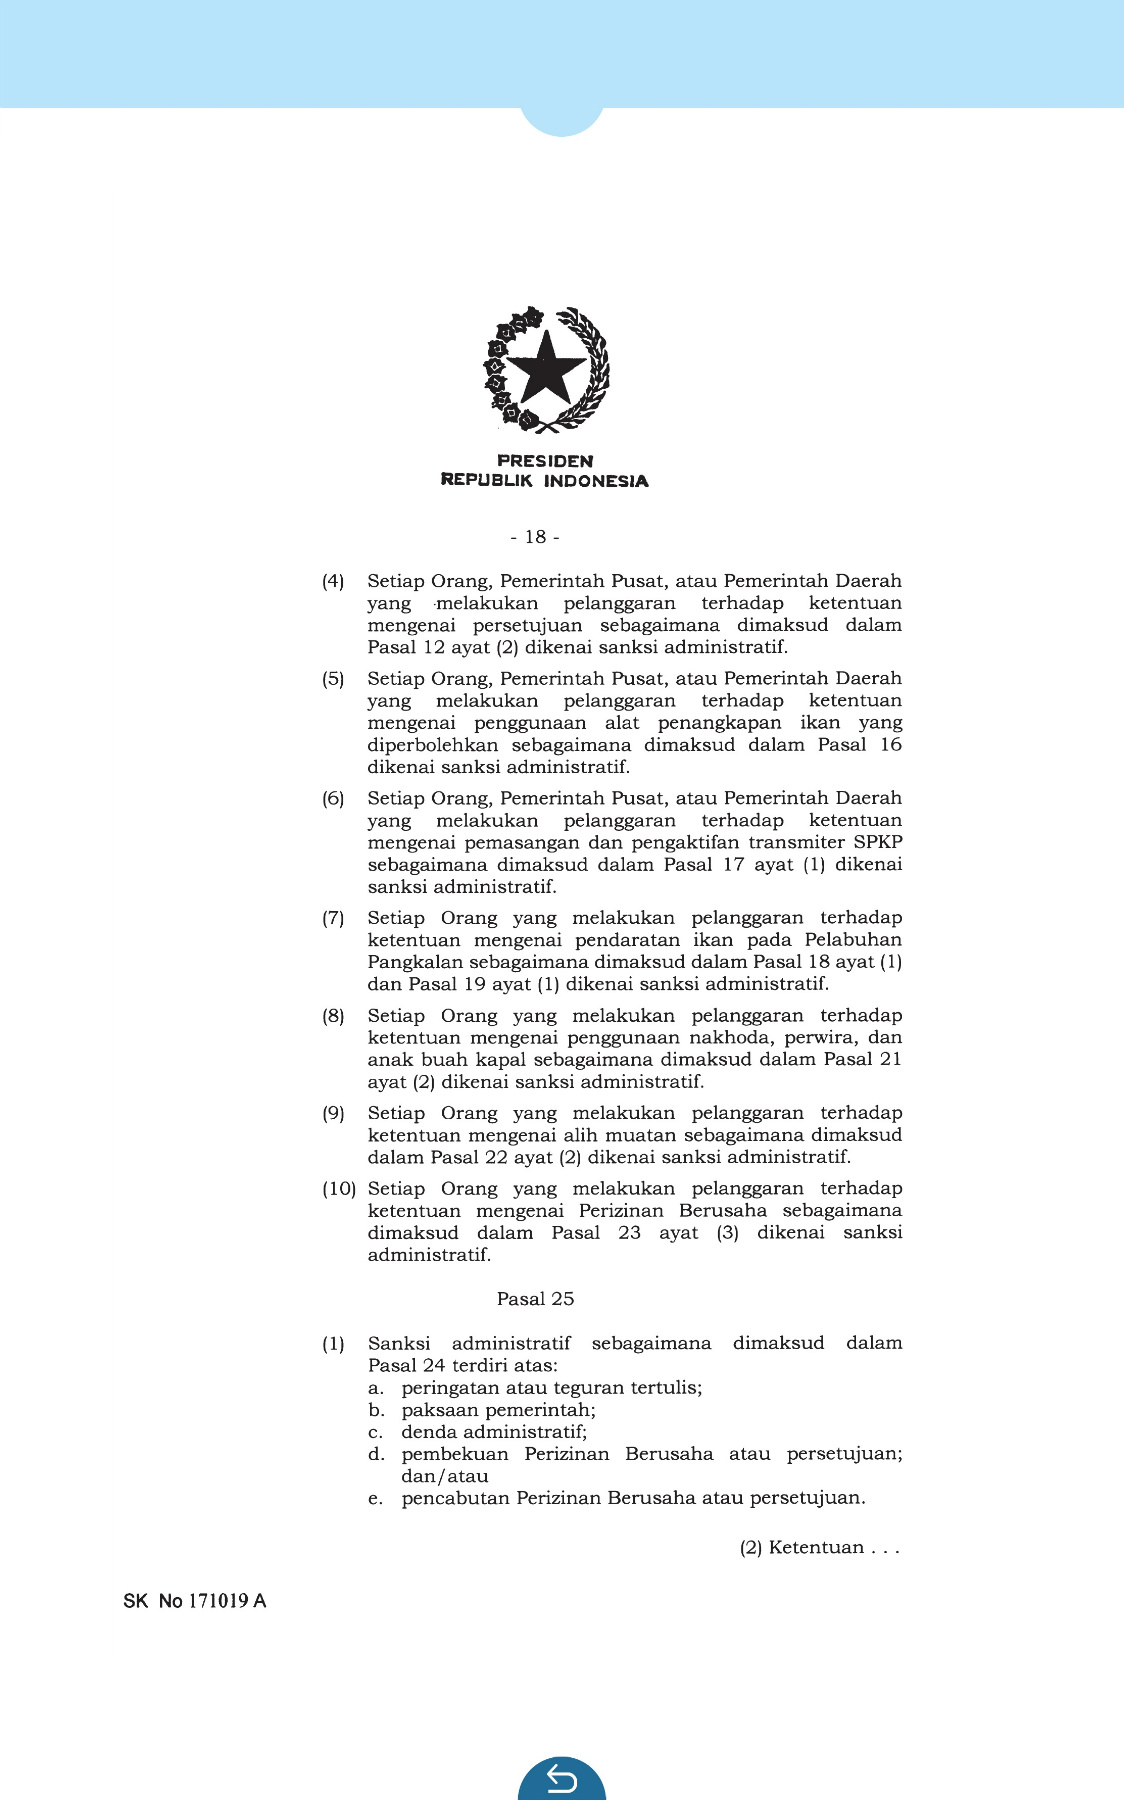 PRESIDEN
REPUBLIK INDONESIA
- 18 -
(4) Setiap Orang, Pemerintah Pusat, atau Pemerintah Daerah
yang melakukan pelanggaran terhadap ketentuan
mengenai persetujuan sebagaimana dimaksud dalam
Pasal 12 ayat (2) dikenai sanksi administratif.
(5) Setiap Orang, Pemerintah Pusat, atau Pemerintah Daerah
yang melakukan pelanggaran terhadap ketentuan
mengenai penggunaan alat penangkapan ikan yang
diperbolehkan sebagaimana dimaksud dalam Pasal 16
dikenai sanksi administratif.
(6) Setiap Orang, Pemerintah Pusat, atau Pemerintah Daerah
yang melakukan pelanggaran terhadap ketentuan
mengenai pemasangan dan pengaktifan transmiter SPKP
sebagaimana dimaksud dalam Pasal 17 ayat (1) dikenai
sanksi administratif.
(7) Setiap Orang yang melakukan pelanggaran terhadap
ketentuan mengenai pendaratan ikan pada Pelabuhan
Pangkalan sebagaimana dimaksud dalam Pasal 18 ayat (1)
dan Pasal 19 ayat (1) dikenai sanksi administratif.
(8) Setiap Orang yang melakukan pelanggaran terhadap
ketentuan mengenai penggunaan nakhoda, perwira, dan
anak buah kapal sebagaimana dimaksud dalam Pasal 21
ayat (2) dikenai sanksi administratif.
(9) Setiap Orang yang melakukan pelanggaran terhadap
ketentuan mengenai alih muatan sebagaimana dimaksud
dalam Pasal 22 ayat (2) dikenai sanksi administratif.
(10) Setiap Orang yang melakukan pelanggaran terhadap
ketentuan mengenai Perizinan Berusaha sebagaimana
dimaksud dalam Pasal 23 ayat (3) dikenai sanksi
administratif.
Pasal 25
(1) Sanksi administratif sebagaimana dimaksud dalam
Pasal 24 terdiri atas:
a. peringatan atau teguran tertulis;
b. paksaan pemerintah;
c. denda administratif;
d. pembekuan Perizinan Berusaha atau persetujuan;
dan/atau
e. pencabutan Perizinan Berusaha atau persetujuan.
(2) Ketentuan . . .
SK No 171019 A